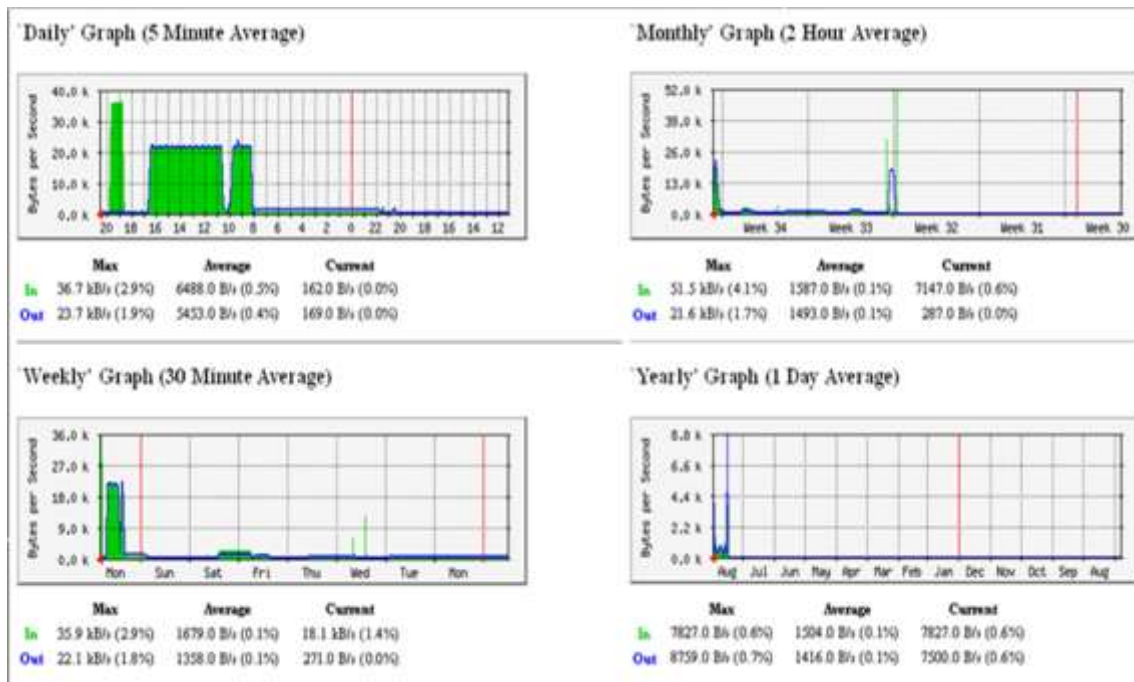 `Daily' Graph (5 Minute Average)
Bytes per Second
40.0 k
30.0 k
20.0 k
10.0 k
0.0 k
20 18 16 14 12 10 8 6 4 2 0 22 20 18 16 14 12
Max Average Current
In 36.7 kB/s (2.9%) 6488.0 B/s (0.5%) 162.0 B/s (0.0%)
Out 23.7 kB/s (1.9%) 5453.0 B/s (0.4%) 169.0 B/s (0.0%)
`Monthly' Graph (2 Hour Average)
Bytes per Second
52.0 k
39.0 k
26.0 k
13.0 k
0.0 k
Week 34 Week 33 Week 32 Week 31 Week 30
Max Average Current
In 51.5 kB/s (4.1%) 1587.0 B/s (0.1%) 7147.0 B/s (0.6%)
Out 21.6 kB/s (1.7%) 1493.0 B/s (0.1%) 287.0 B/s (0.0%)
`Weekly' Graph (30 Minute Average)
Bytes per Second
36.0 k
27.0 k
18.0 k
9.0 k
0.0 k
Mon Sun Sat Fri Thu Wed Tue Mon
Max Average Current
In 35.9 kB/s (2.9%) 1679.0 B/s (0.1%) 18.1 kB/s (1.4%)
Out 22.1 kB/s (1.8%) 1358.0 B/s (0.1%) 271.0 B/s (0.0%)
`Yearly' Graph (1 Day Average)
Bytes per Second
8.8 k
6.6 k
4.4 k
2.2 k
0.0 k
Aug Jul Jun May Apr Mar Feb Jan Dec Nov Oct Sep Aug
Max Average Current
In 7827.0 B/s (0.6%) 1504.0 B/s (0.1%) 7827.0 B/s (0.6%)
Out 8759.0 B/s (0.7%) 1416.0 B/s (0.1%) 7500.0 B/s (0.6%)